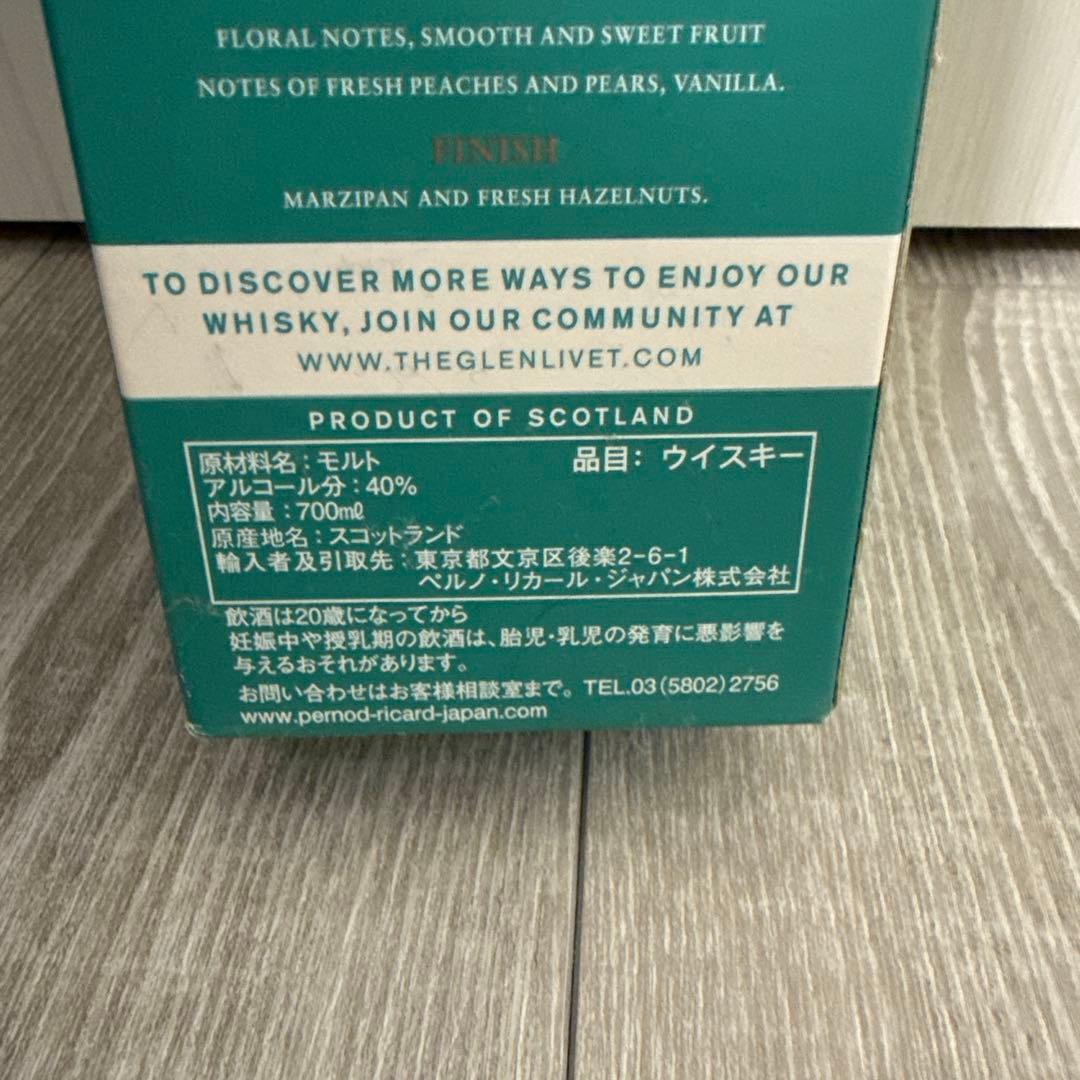 FLORAL NOTES, SMOOTH AND SWEET FRUIT
NOTES OF FRESH PEACHES AND PEARS, VANILLA.
FINISH
MARZIPAN AND FRESH HAZELNUTS.
TO DISCOVER MORE WAYS TO ENJOY OUR
WHISKY, JOIN OUR COMMUNITY AT
WWW.THEGLENLIVET.COM
PRODUCT OF SCOTLAND
原材料名：モルト 品目：ウイスキー
アルコール分：40%
内容量：700mℓ
原産地名：スコットランド
輸入者及引取先：東京都文京区後楽2-6-1
ペルノ・リカール・ジャパン株式会社
飲酒は20歳になってから
妊娠中や授乳期の飲酒は、胎児・乳児の発育に悪影響を
与えるおそれがあります。
お問い合わせはお客様相談室まで。TEL.03(5802)2756
www.pernod-ricard-japan.com